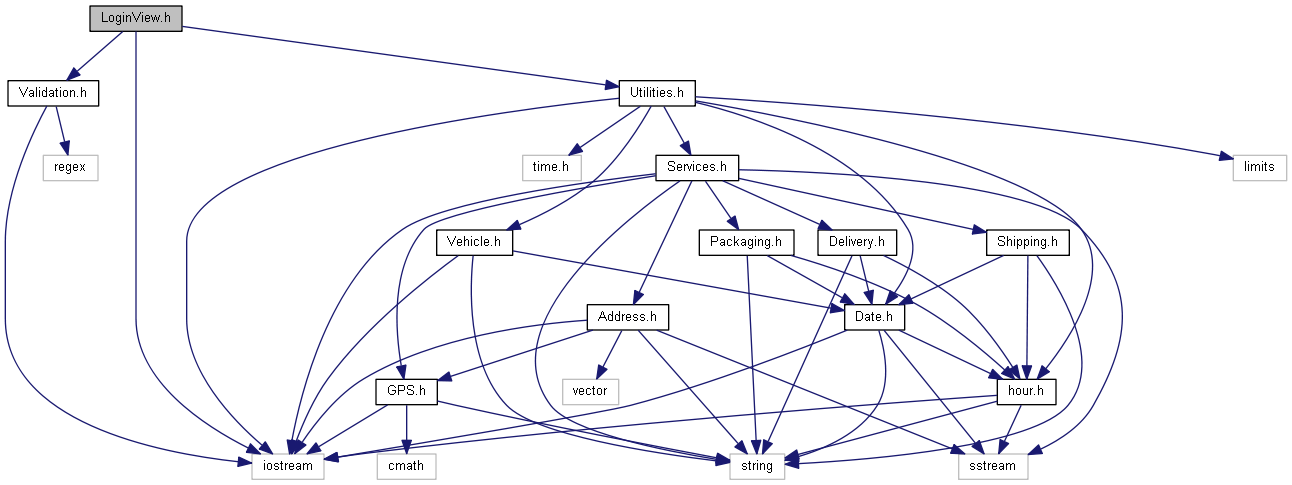 LoginView.h
Validation.h
Utilities.h
regex
time.h
Services.h
limits
Vehicle.h
Packaging.h
Delivery.h
Shipping.h
Address.h
Date.h
GPS.h
vector
hour.h
iostream
cmath
string
sstream